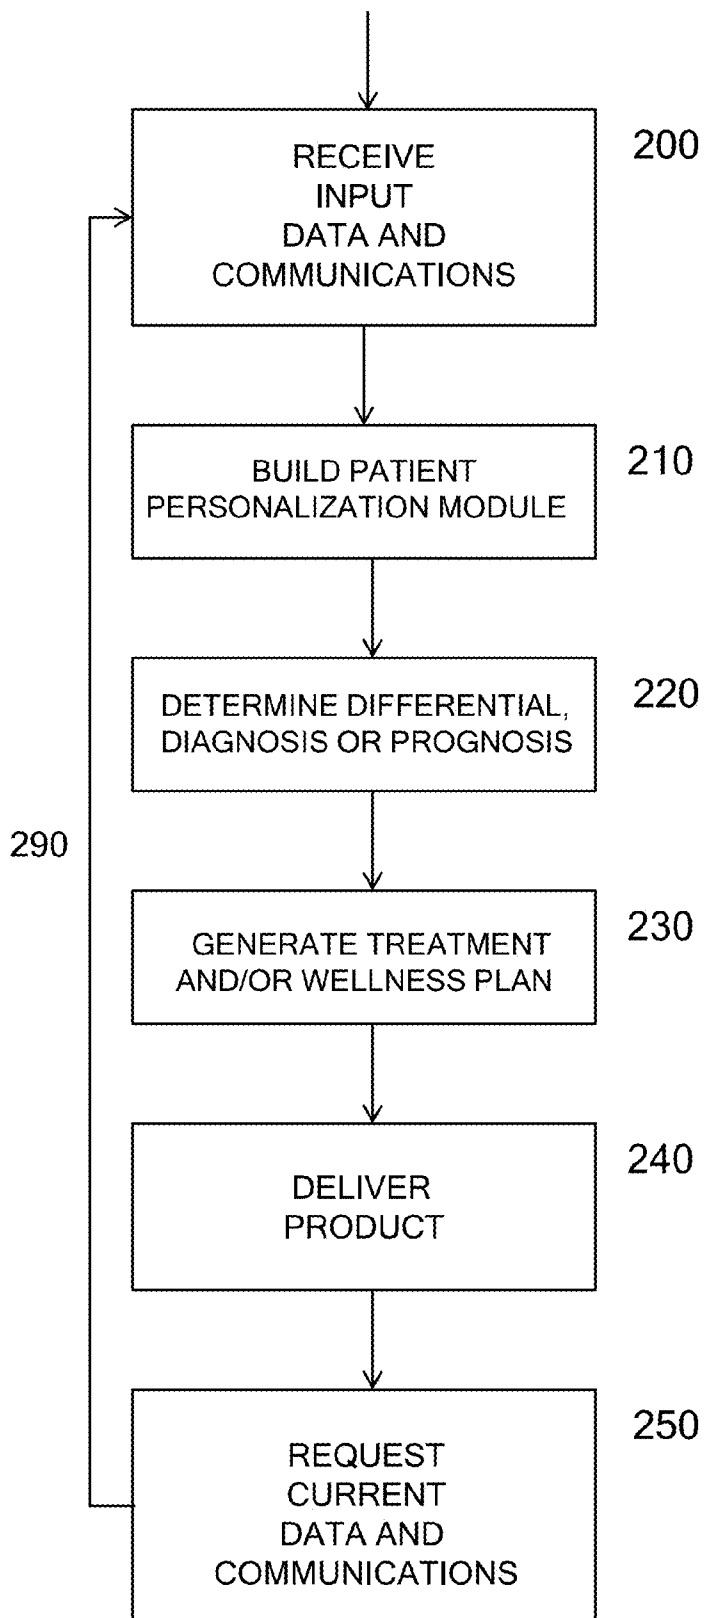 200
RECEIVE
INPUT
DATA AND
COMMUNICATIONS
210
BUILD PATIENT
PERSONALIZATION MODULE
220
DETERMINE DIFFERENTIAL,
DIAGNOSIS OR PROGNOSIS
290
230
GENERATE TREATMENT
AND/OR WELLNESS PLAN
240
DELIVER
PRODUCT
250
REQUEST
CURRENT
DATA AND
COMMUNICATIONS